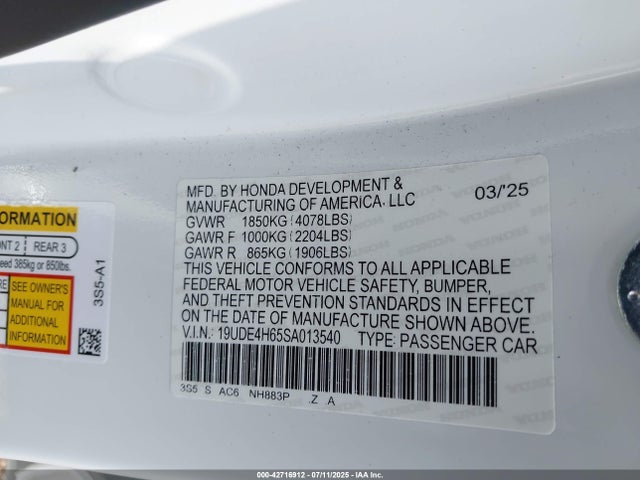 MFD. BY HONDA DEVELOPMENT &
MANUFACTURING OF AMERICA, LLC 03/'25
GVWR 1850KG (4078LBS)
GAWR F 1000KG (2204LBS)
GAWR R 865KG (1906LBS)
THIS VEHICLE CONFORMS TO ALL APPLICABLE
FEDERAL MOTOR VEHICLE SAFETY, BUMPER,
AND THEFT PREVENTION STANDARDS IN EFFECT
ON THE DATE OF MANUFACTURE SHOWN ABOVE.
V.I.N.: 19UDE4H65SA013540 TYPE: PASSENGER CAR
3S5 S AC6 NH883P .Z .A
FORMATION
NT 2 REAR 3
eed 385kg or 850lbs.
SEE OWNER'S
MANUAL FOR
ADDITIONAL
INFORMATION
3S5-A1
000-42716912 - 07/11/2025 - IAA Inc.